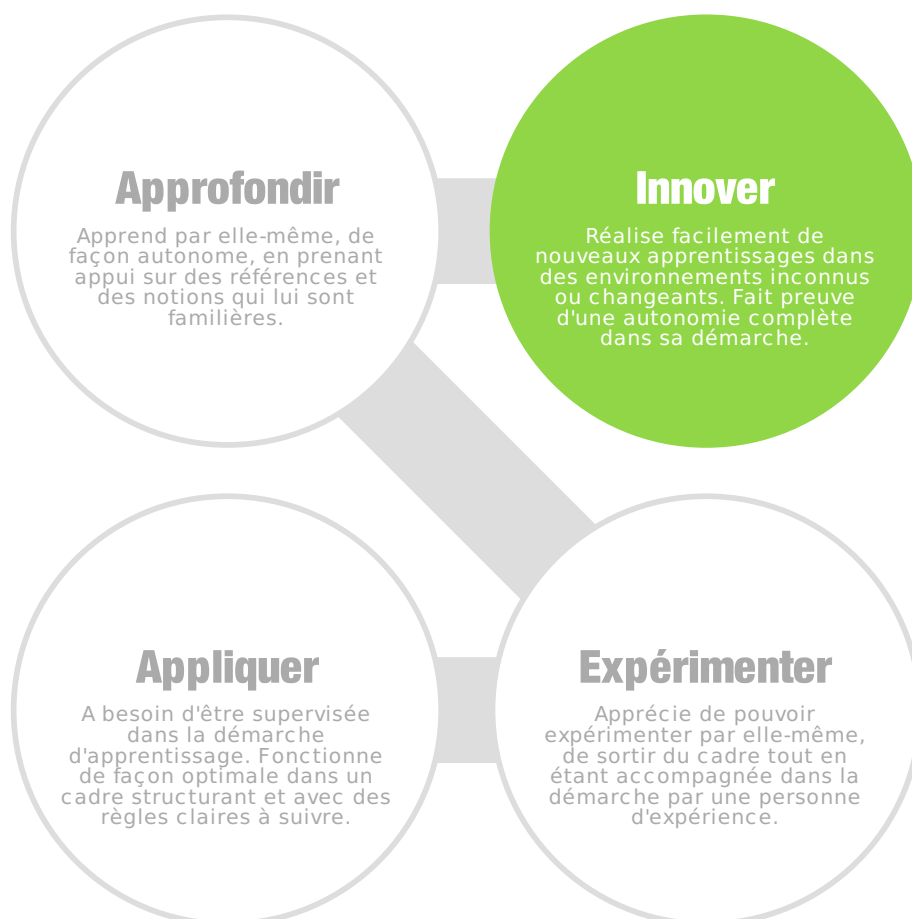 Approfondir
Apprend par elle-même, de
façon autonome, en prenant
appui sur des références et
des notions qui lui sont
familières.
Innover
Réalise facilement de
nouveaux apprentissages dans
des environnements inconnus
ou changeants. Fait preuve
d'une autonomie complète
dans sa démarche.
Appliquer
A besoin d'être supervisée
dans la démarche
d'apprentissage. Fonctionne
de façon optimale dans un
cadre structurant et avec des
règles claires à suivre.
Expérimenter
Apprécie de pouvoir
expérimenter par elle-même,
de sortir du cadre tout en
étant accompagnée dans la
démarche par une personne
d'expérience.